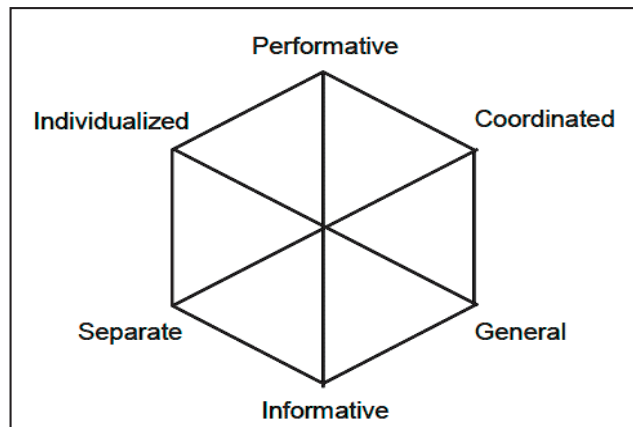 Performative
Individualized
Coordinated
Separate
General
Informative